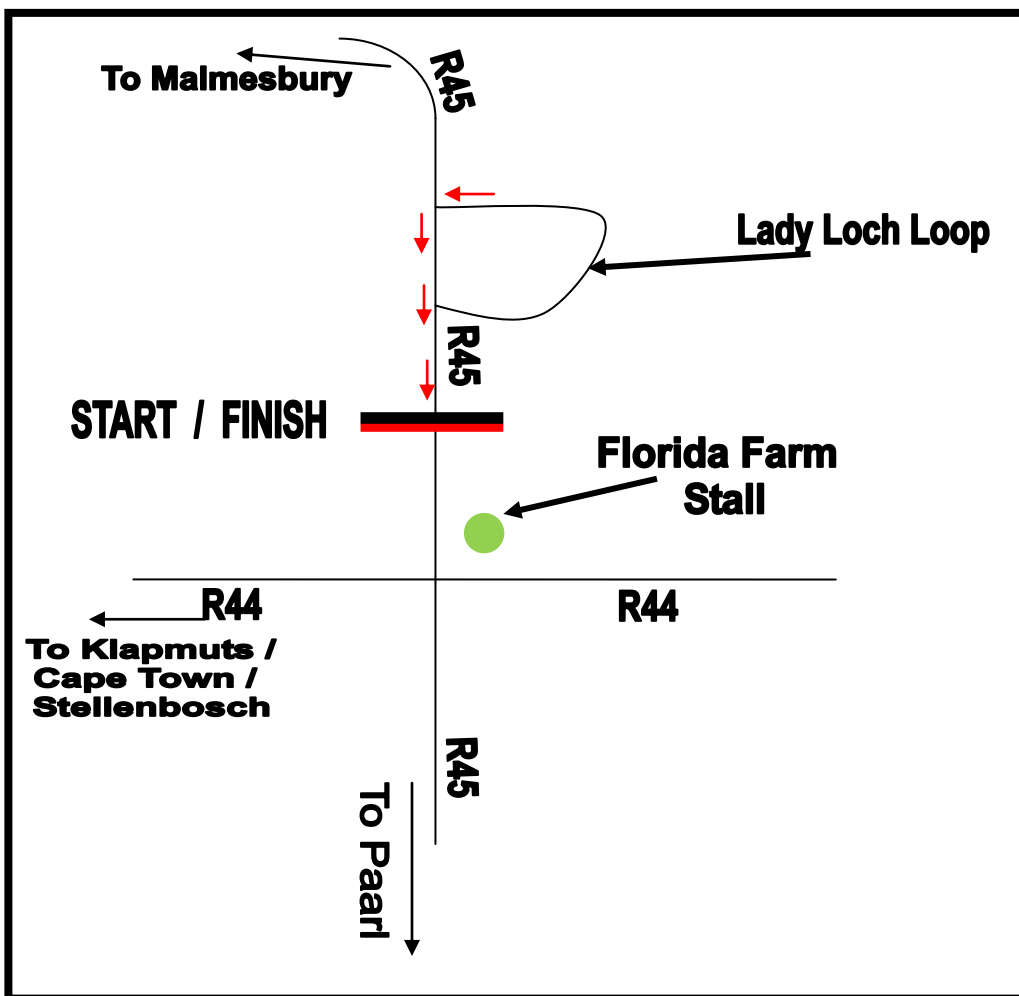 To Malmesbury
R45
Lady Loch Loop
R45
START / FINISH
Florida Farm
Stall
R44
R44
To Klapmuts /
Cape Town /
Stellenbosch
R45
To Paarl